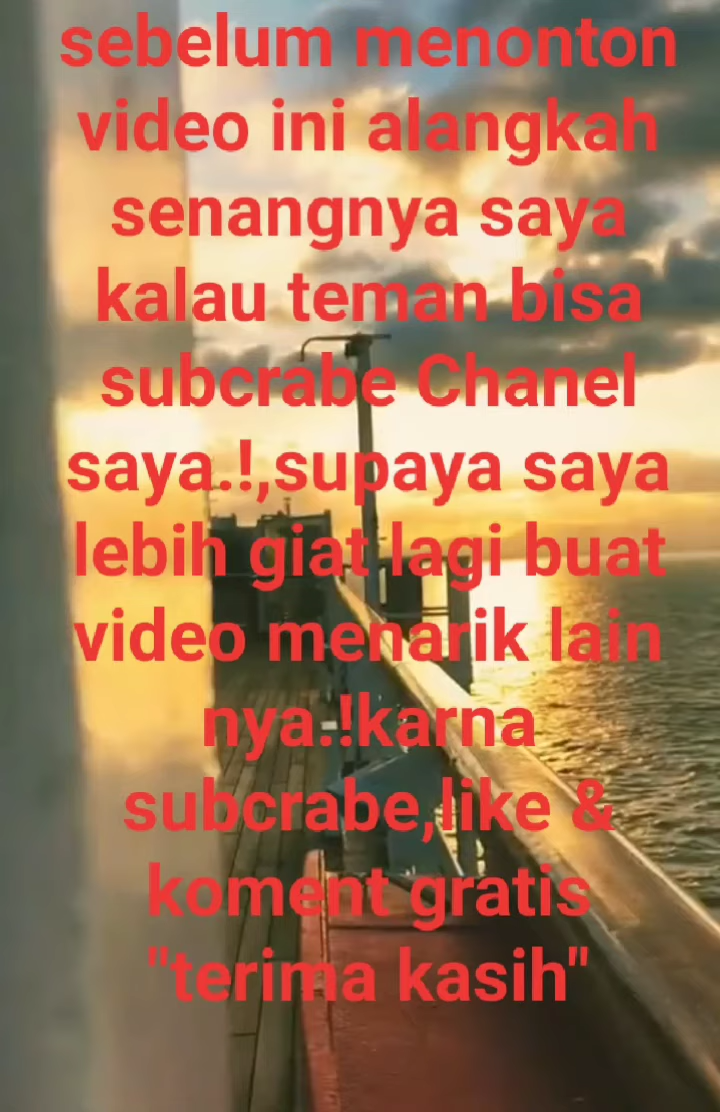 sebelum menonton
video ini alangkah
senangnya saya
kalau teman bisa
subcrabe Chanel
saya.!,supaya saya
lebih giat lagi buat
video menarik lain
nya.!karna
subcrabe,like &
koment gratis
"terima kasih"